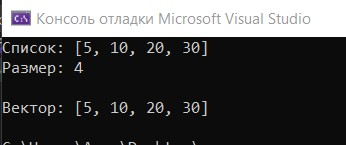 Консоль отладки Microsoft Visual Studio
Список: [5, 10, 20, 30]
Размер: 4
Вектор: [5, 10, 20, 30]